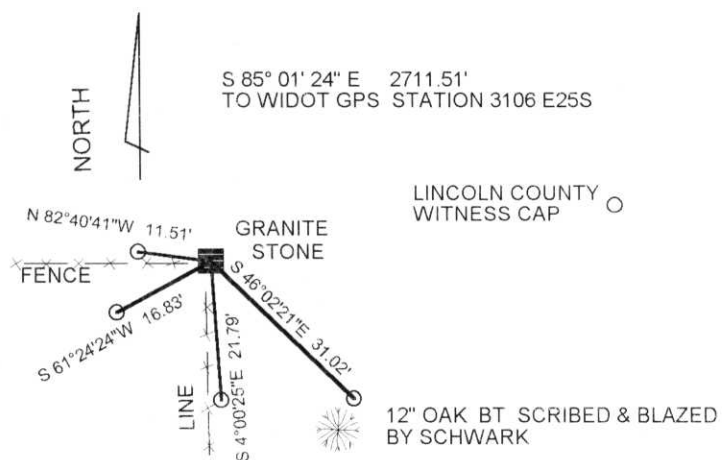 S 85° 01' 24" E 2711.51'
TO WIDOT GPS STATION 3106 E25S
NORTH
LINCOLN COUNTY
WITNESS CAP
N 82°40'41"W 11.51'
GRANITE
STONE
FENCE
S 61°24'24"W 16.83'
S 46°02'21"E 31.02'
LINE
S 4°00'25"E 21.79'
12" OAK BT SCRIBED & BLAZED
BY SCHWARK